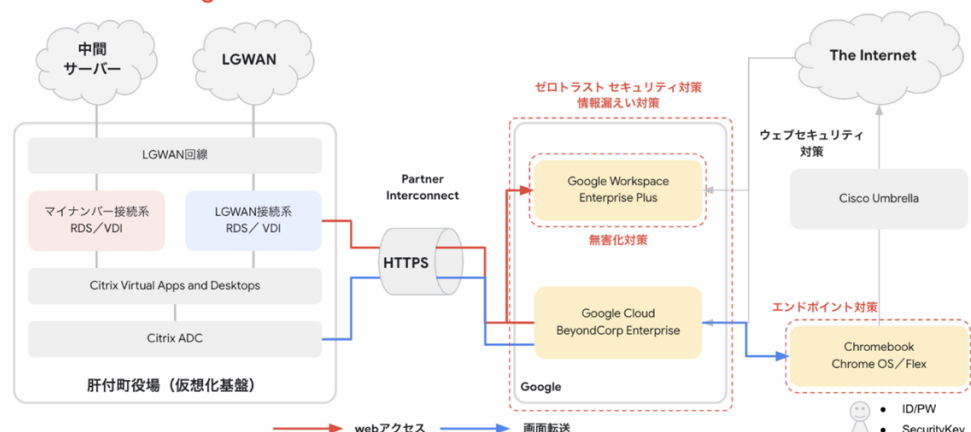 中間
サーバー
LGWAN
The Internet
ゼロトラスト セキュリティ対策
情報漏えい対策
ウェブセキュリティ
対策
LGWAN回線
Partner
Interconnect
マイナンバー接続系
RDS／VDI
LGWAN接続系
RDS／ VDI
Google Workspace
Enterprise Plus
Cisco Umbrella
無害化対策
HTTPS
Citrix Virtual Apps and Desktops
Google Cloud
BeyondCorp Enterprise
エンドポイント対策
Citrix ADC
Chromebook
Chrome OS／Flex
肝付町役場（仮想化基盤）
Google
webアクセス
画面転送
● ID/PW
● SecurityKey